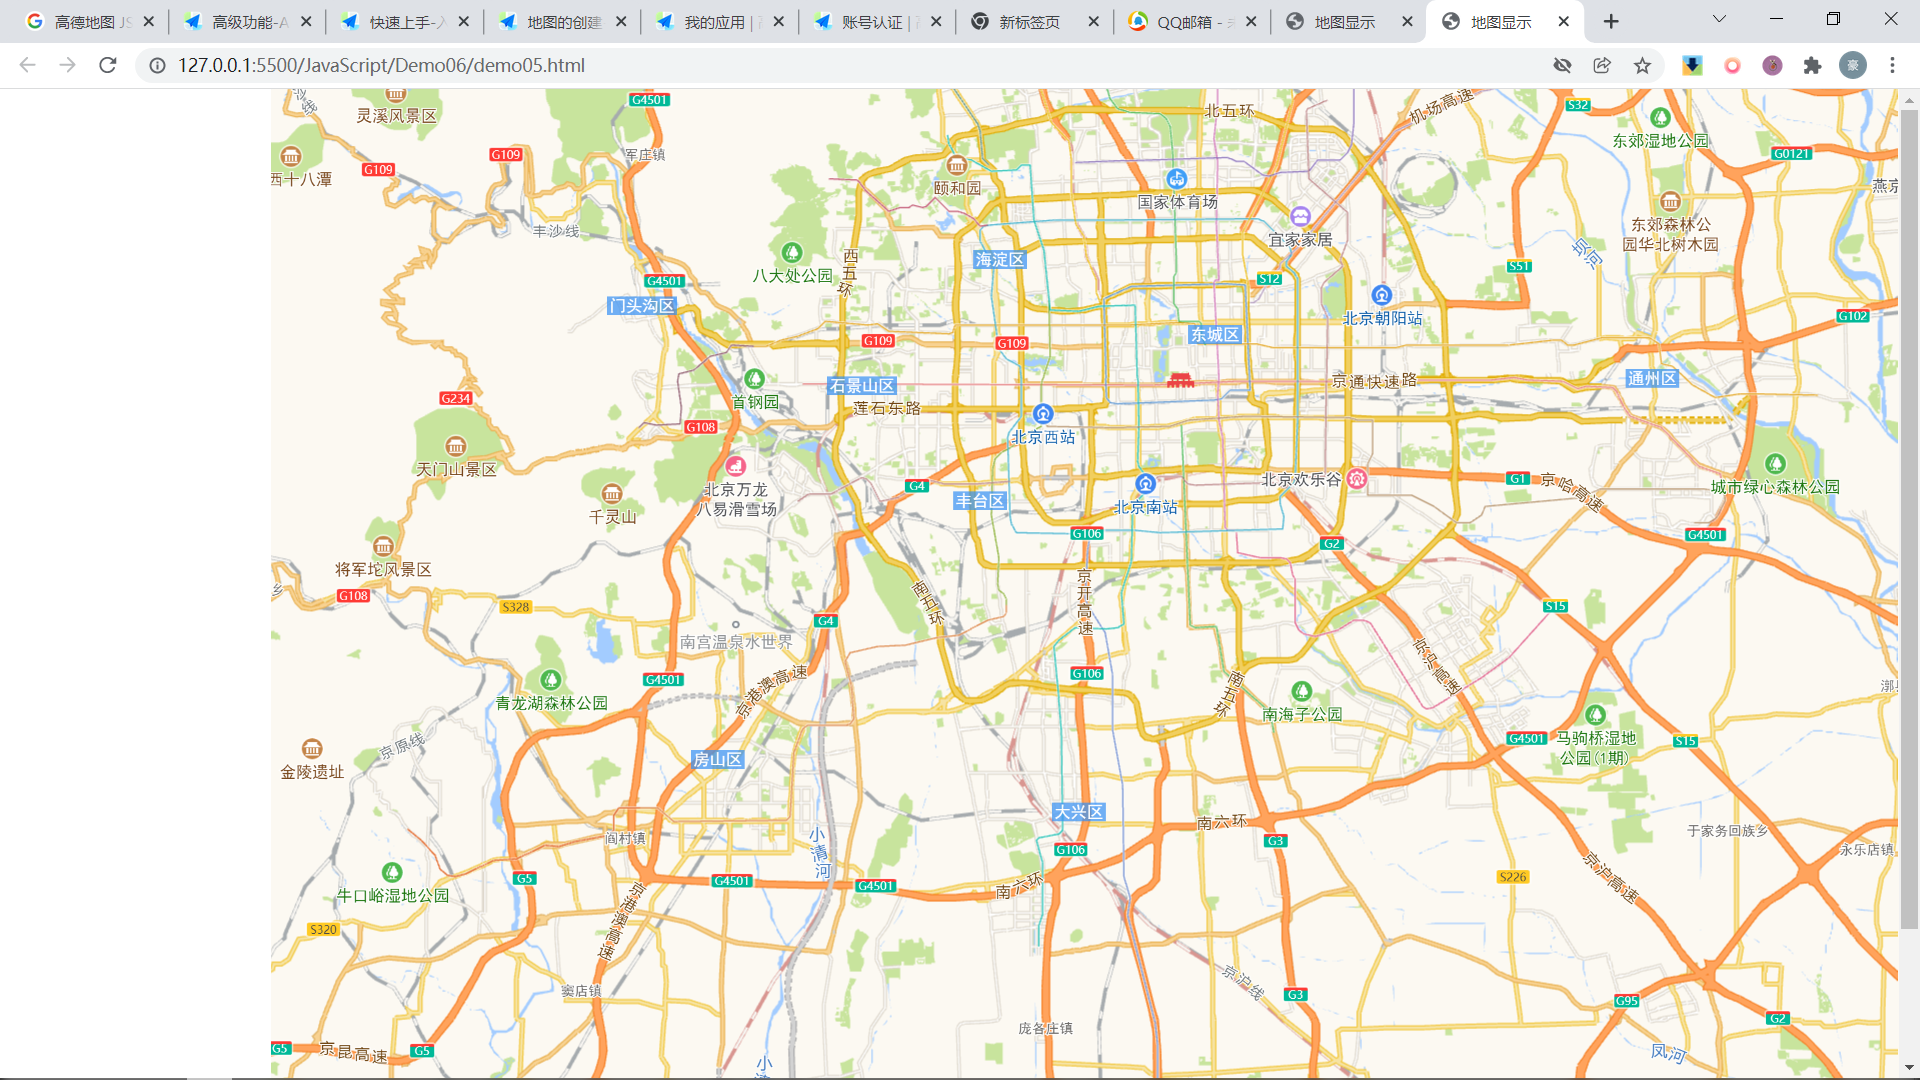 高德地图 JS
高级功能-A
快速上手-入
地图的创建
我的应用 | 高
账号认证 | 高
新标签页
QQ邮箱 -
地图显示
地图显示
127.0.0.1:5500/JavaScript/Demo06/demo05.html
豪
灵溪风景区
G4501
北五环
机场高速
S32
东郊湿地公园
G109
军庄镇
G0121
G109
西十八潭
颐和园
国家体育场
燕京
丰沙线
宜家家居
东郊森林公
园华北树木园
坝河
八大处公园
西五环
海淀区
S12
S51
G4501
门头沟区
北京朝阳站
G102
东城区
G109
G109
石景山区
京通快速路
通州区
首钢园
莲石东路
G234
G108
北京西站
天门山景区
北京万龙
八易滑雪场
G4
丰台区
北京南站
北京欢乐谷
G1
京哈高速
城市绿心森林公园
千灵山
G106
G2
G4501
将军坨风景区
乡
G108
S328
南五环
京开高速
S15
G4
南宫温泉水世界
京沪高速
G4501
京港澳高速
G106
南五环
青龙湖森林公园
南海子公园
漷县
金陵遗址
京原线
房山区
G4501
马驹桥湿地
公园(1期)
S15
大兴区
小清河
阎村镇
南六环
G3
于家务回族乡
G106
永乐店镇
牛口峪湿地公园
G5
G4501
G4501
南六环
S226
京沪高速
S320
京港澳高速
窦店镇
京沪线
G3
G95
G2
庞各庄镇
G5
京昆高速
G5
小
凤河